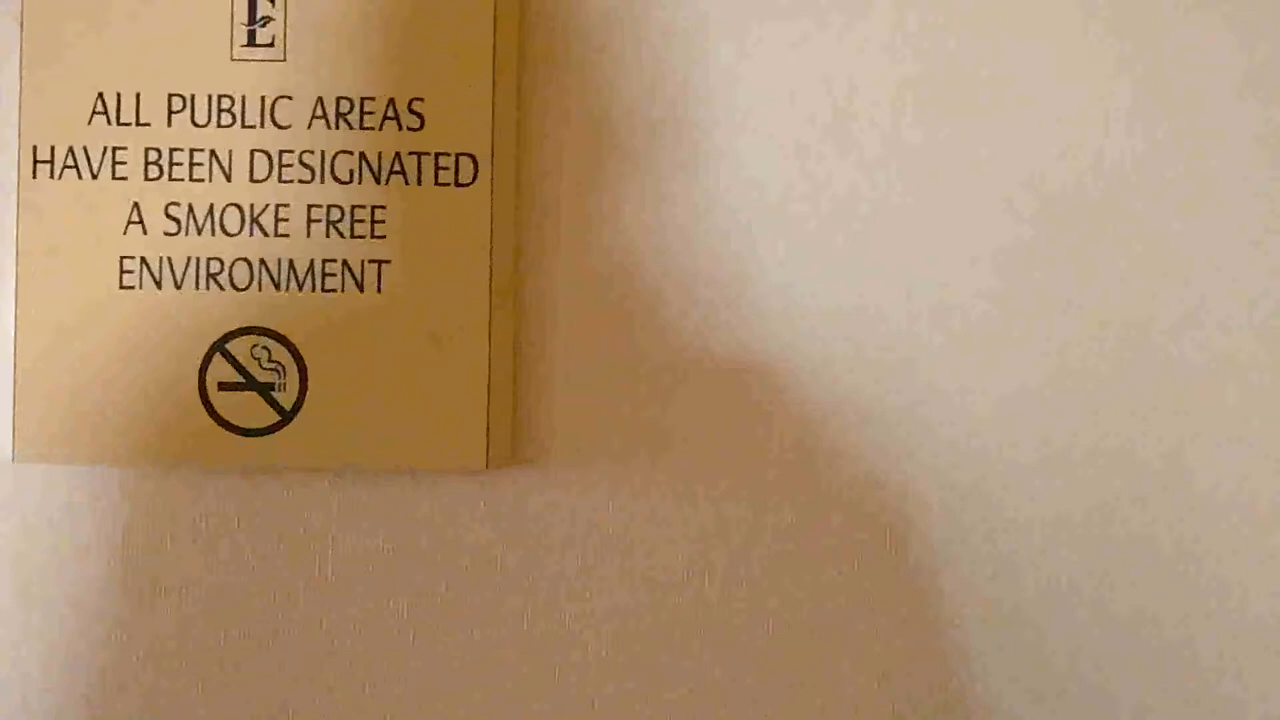 E
ALL PUBLIC AREAS
HAVE BEEN DESIGNATED
A SMOKE FREE
ENVIRONMENT